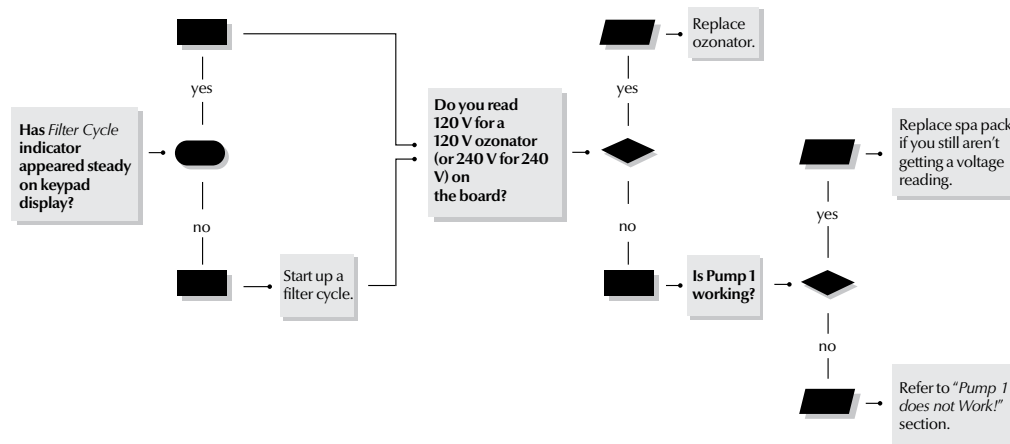 Has Filter Cycle
indicator
appeared steady
on keypad
display?
yes
no
Start up a
filter cycle.
Do you read
120 V for a
120 V ozonator
(or 240 V for 240
V) on
the board?
yes
Replace
ozonator.
no
Is Pump 1
working?
yes
Replace spa pack
if you still aren't
getting a voltage
reading.
no
Refer to “Pump 1
does not Work!”
section.